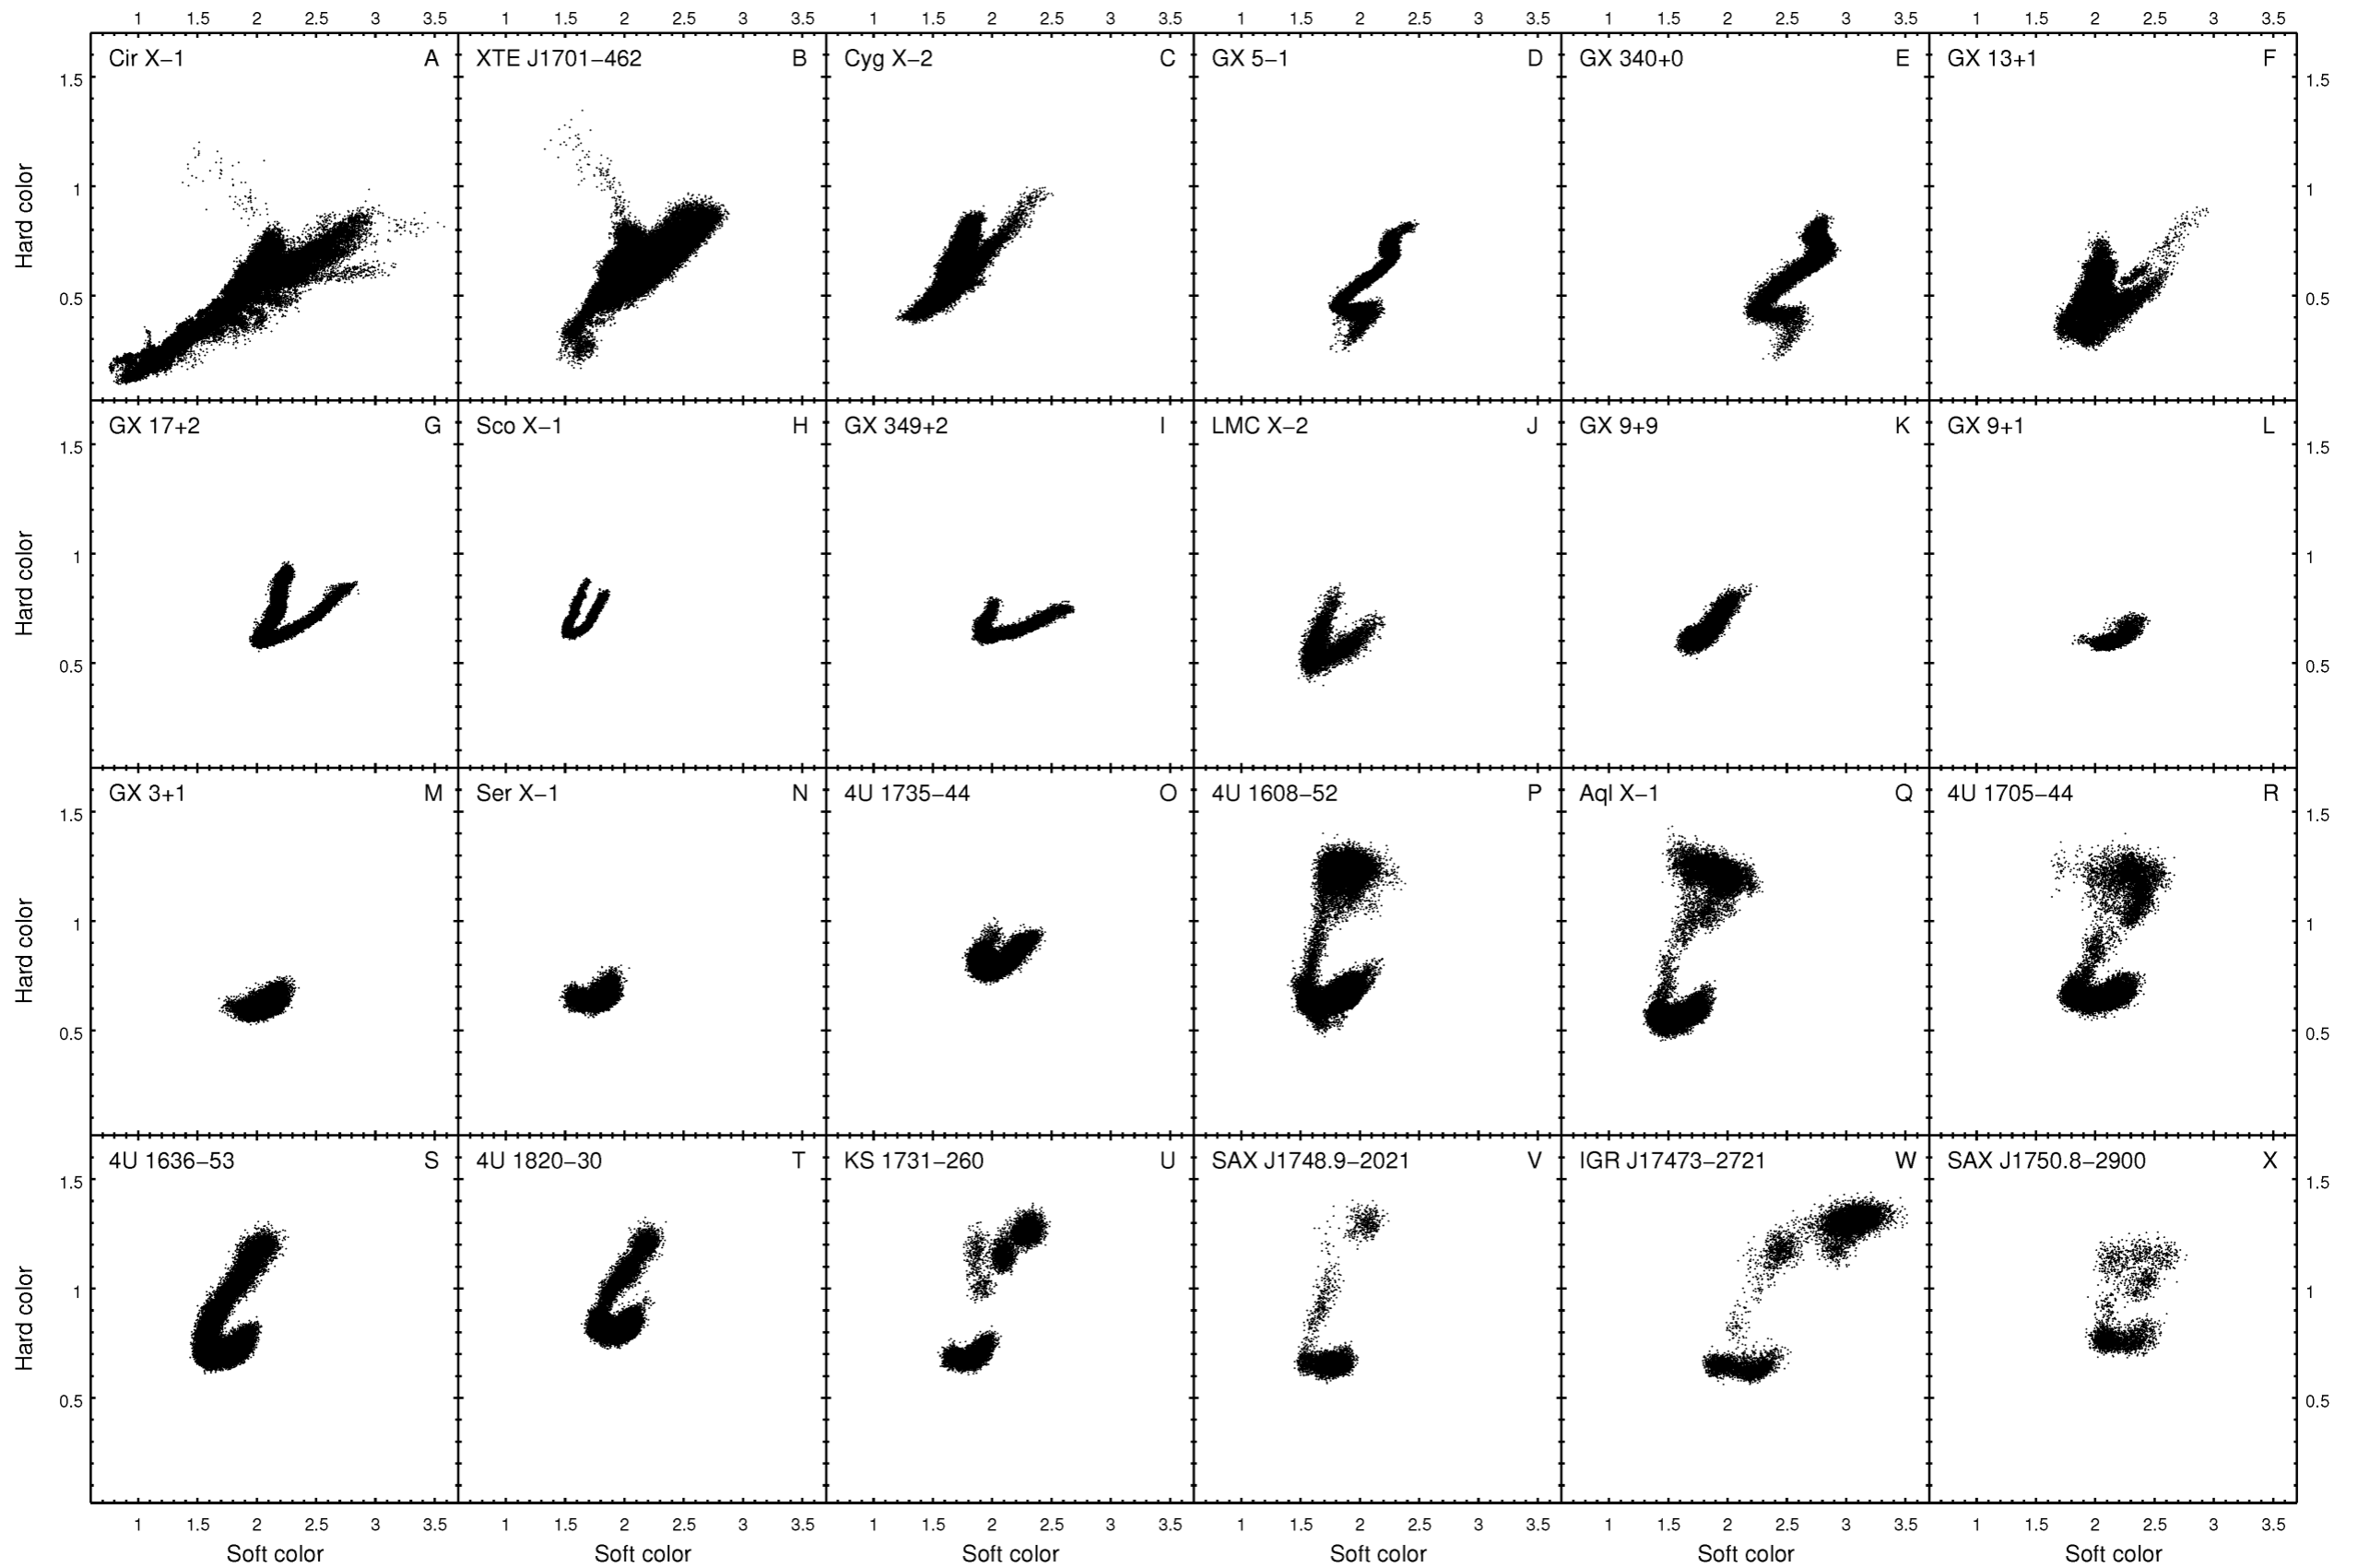 1 1.5 2 2.5 3 3.5 1 1.5 2 2.5 3 3.5 1 1.5 2 2.5 3 3.5 1 1.5 2 2.5 3 3.5 1 1.5 2 2.5 3 3.5 1 1.5 2 2.5 3 3.5
Cir X−1 A XTE J1701−462 B Cyg X−2 C GX 5−1 D GX 340+0 E GX 13+1 F
1.5 1.5
Hard color
1 1
0.5 0.5
GX 17+2 G Sco X−1 H GX 349+2 I LMC X−2 J GX 9+9 K GX 9+1 L
1.5 1.5
Hard color
1 1
0.5 0.5
GX 3+1 M Ser X−1 N 4U 1735−44 O 4U 1608−52 P Aql X−1 Q 4U 1705−44 R
1.5 1.5
Hard color
1 1
0.5 0.5
4U 1636−53 S 4U 1820−30 T KS 1731−260 U SAX J1748.9−2021 V IGR J17473−2721 W SAX J1750.8−2900 X
1.5 1.5
Hard color
1 1
0.5 0.5
1 1.5 2 2.5 3 3.5 1 1.5 2 2.5 3 3.5 1 1.5 2 2.5 3 3.5 1 1.5 2 2.5 3 3.5 1 1.5 2 2.5 3 3.5 1 1.5 2 2.5 3 3.5
Soft color Soft color Soft color Soft color Soft color Soft color